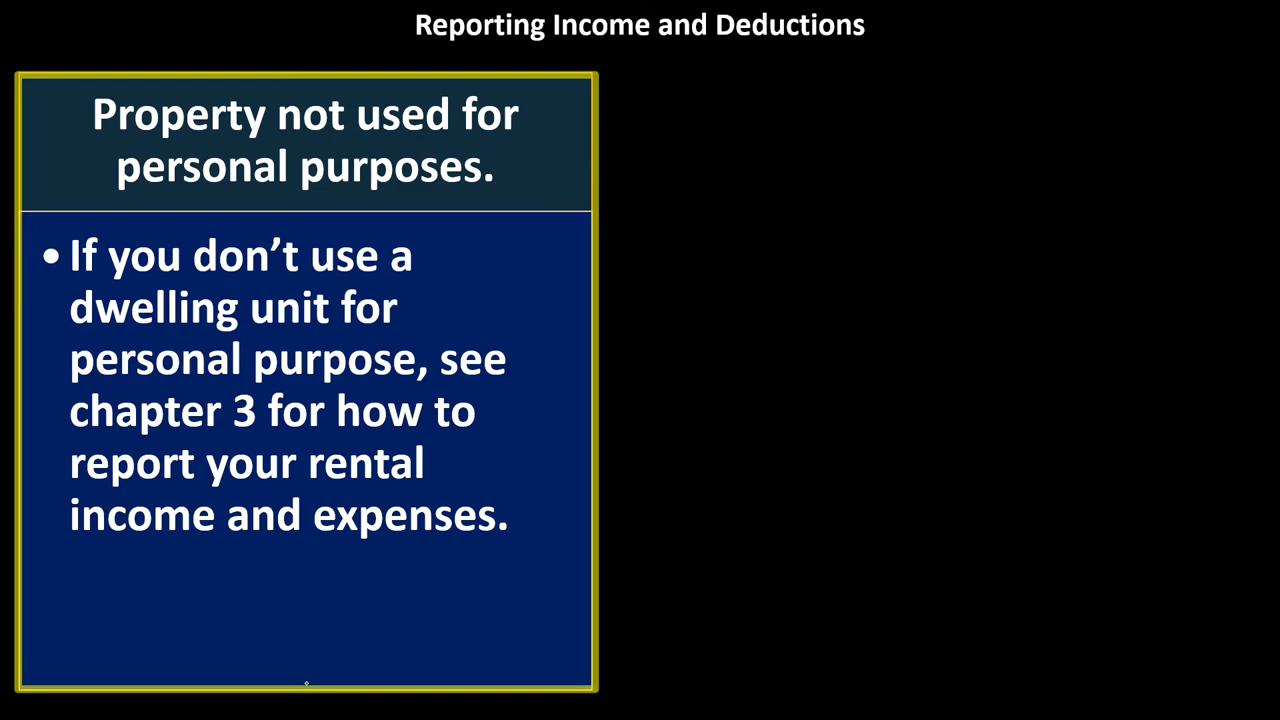 Reporting Income and Deductions
Property not used for
personal purposes.
• If you don’t use a
dwelling unit for
personal purpose, see
chapter 3 for how to
report your rental
income and expenses.